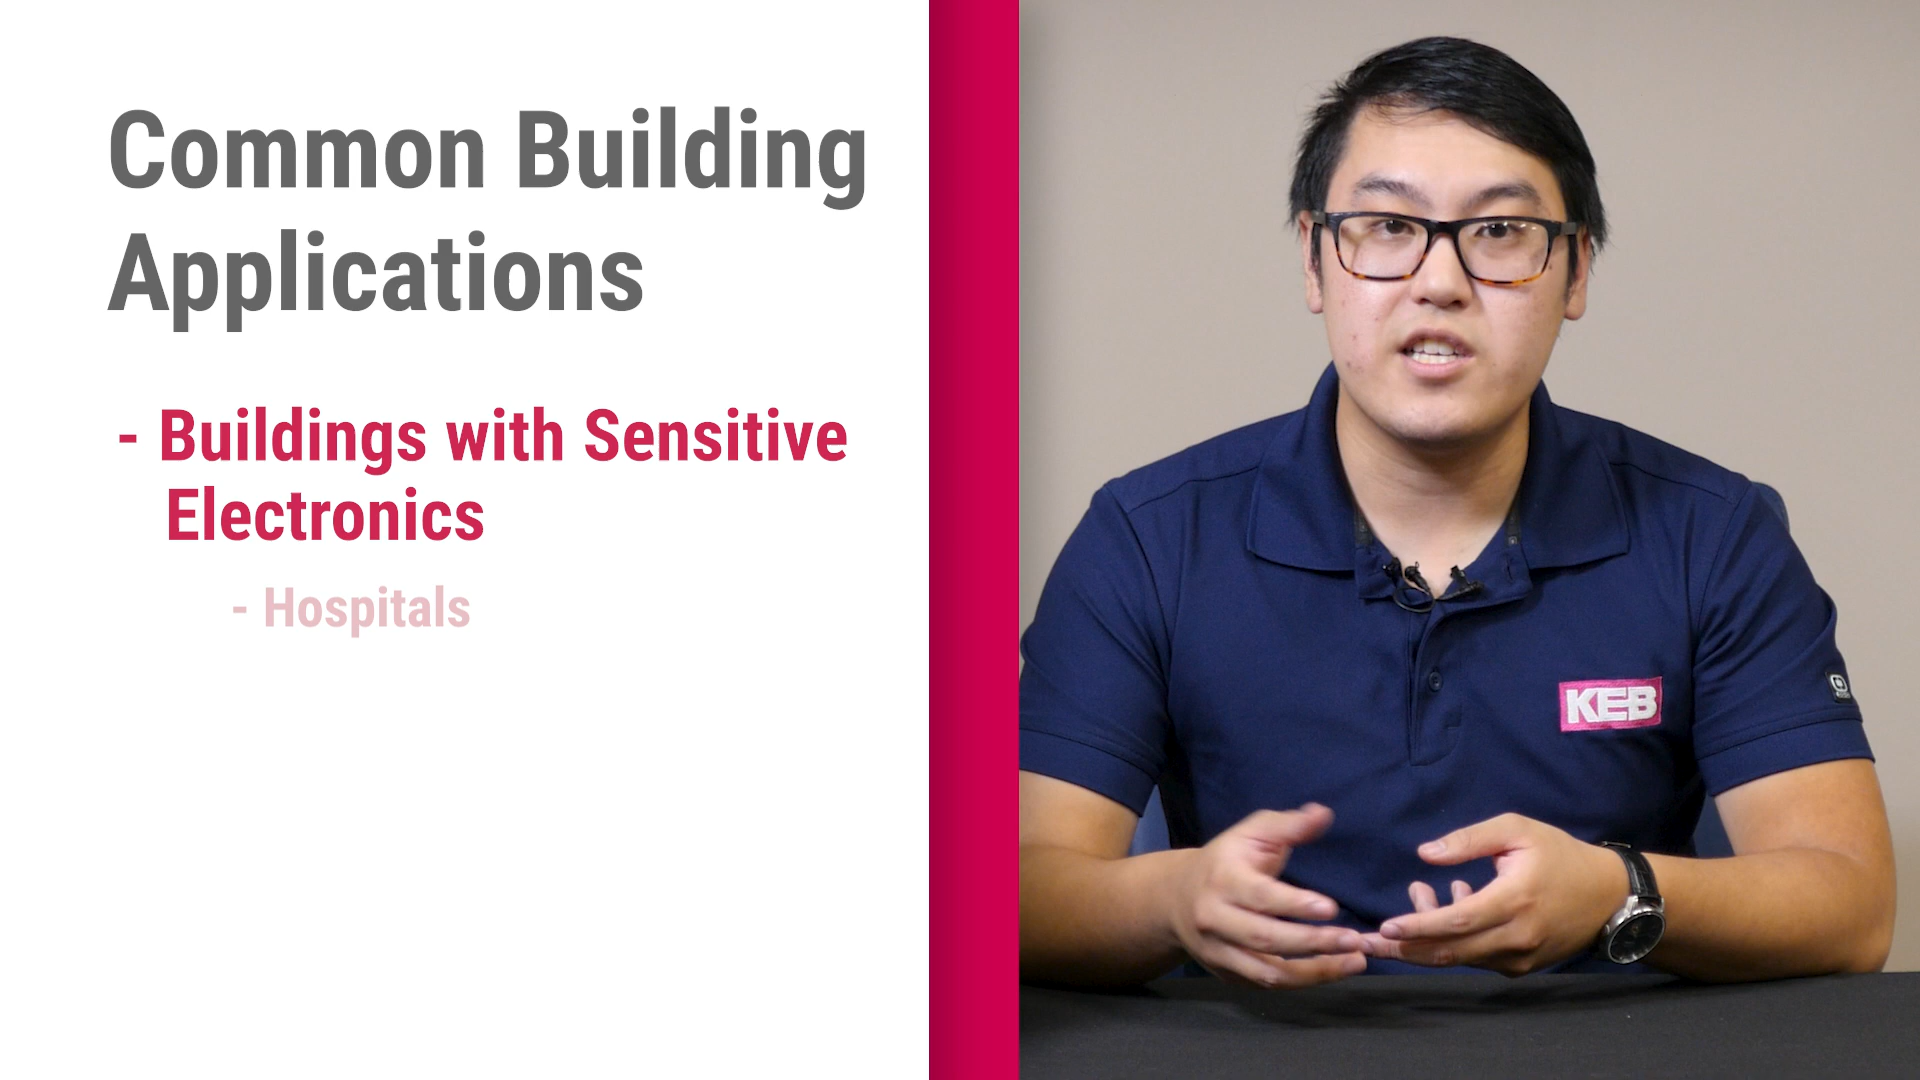 Common Building
Applications
- Buildings with Sensitive
Electronics
- Hospitals
KEB